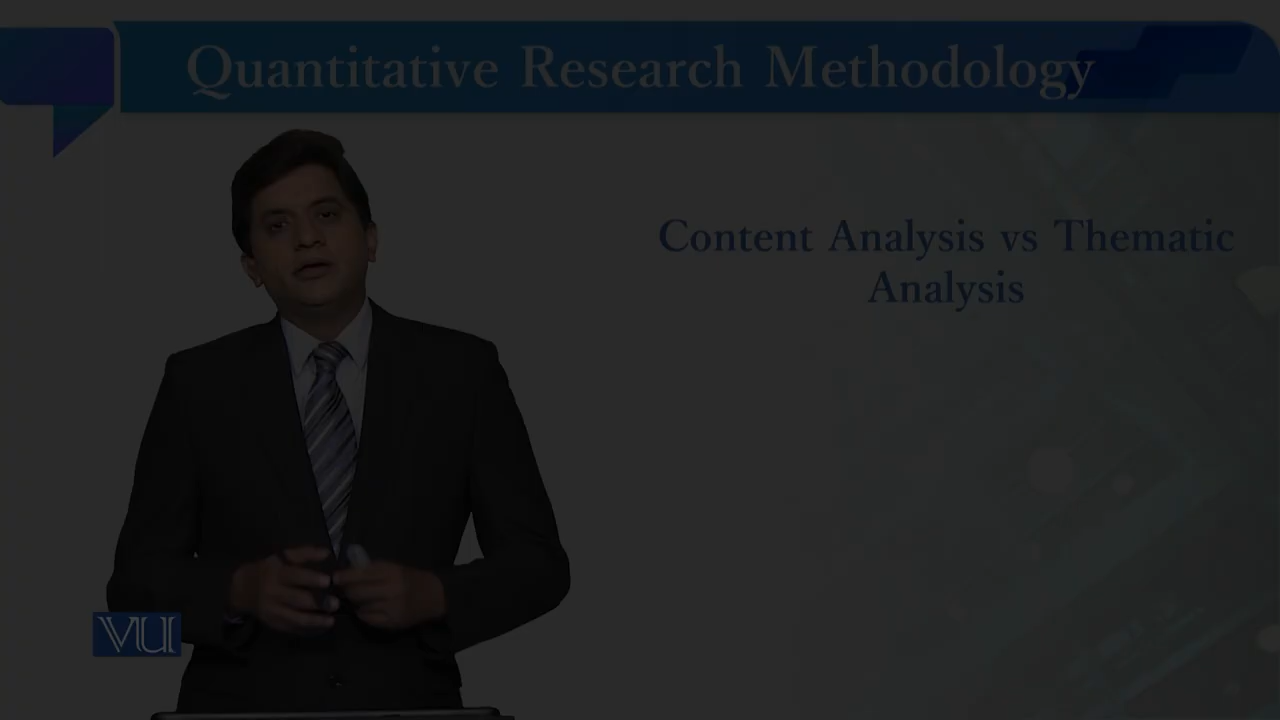 Quantitative Research Methodology
Content Analysis vs Thematic
Analysis
VU